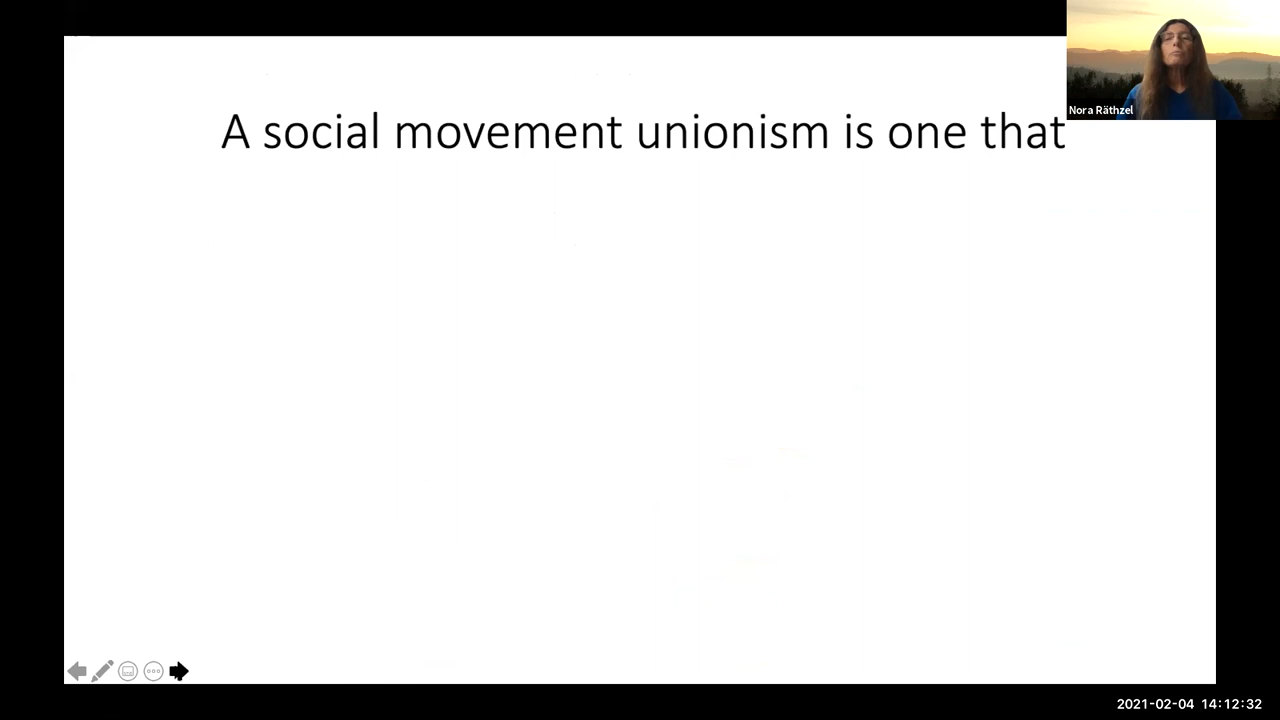 A social movement unionism is one that
Nora Räthzel
2021-02-04 14:12:32